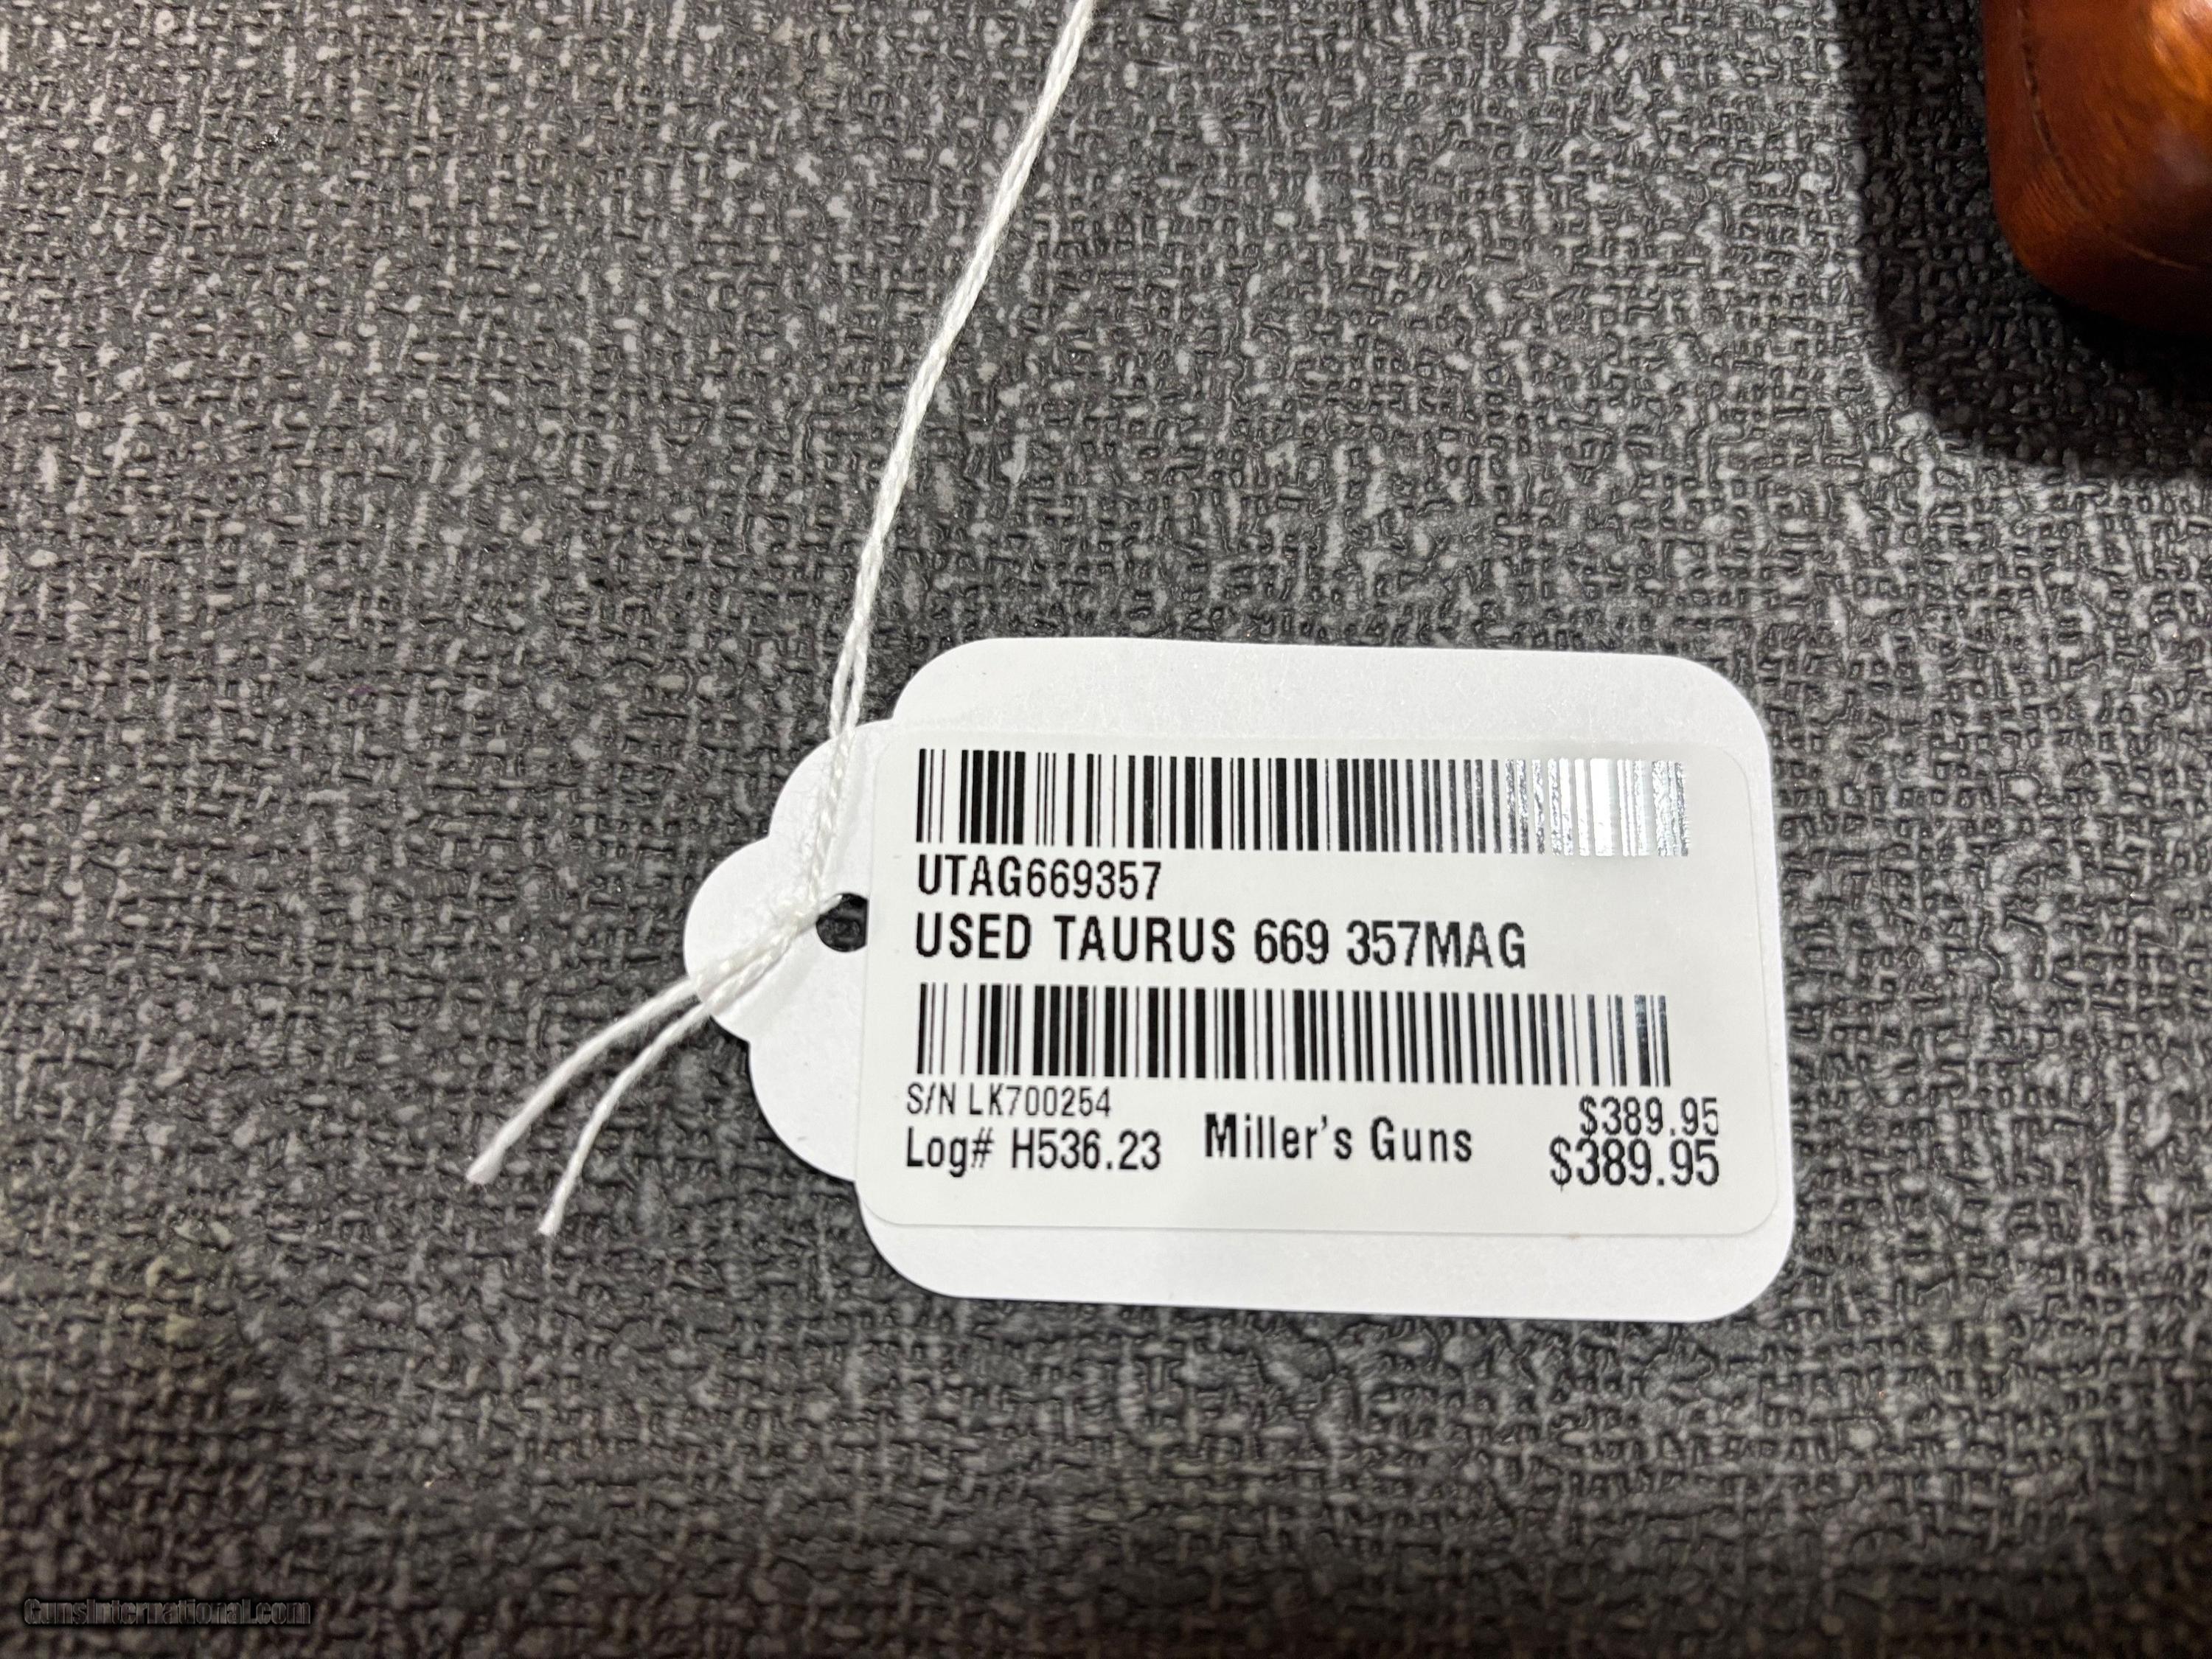 UTAG669357
USED TAURUS 669 357MAG
S/N LK700254
Log# H536.23
Miller's Guns
$389.95
$389.95
GunsInternational.com